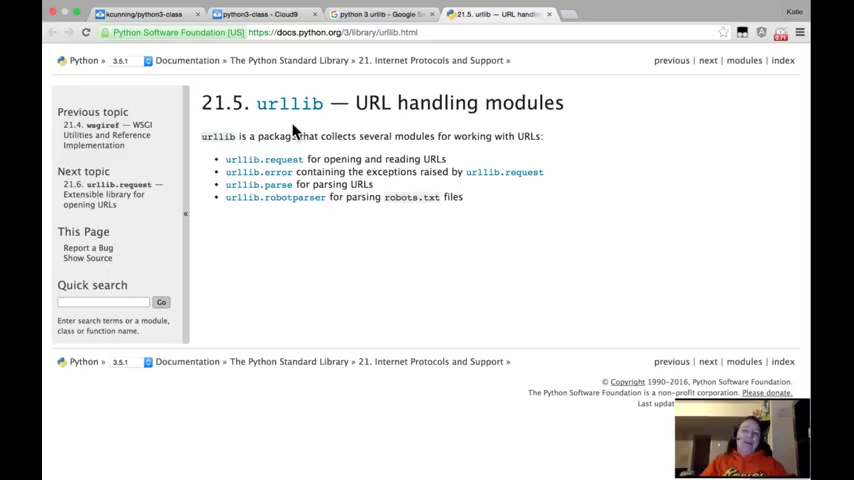 kcunning/python3-class
python3-class - Cloud9
python 3 urllib - Google Se
21.5. urllib — URL handlin
Katie
Python Software Foundation [US] https://docs.python.org/3/library/urllib.html
Python » 3.5.1 Documentation » The Python Standard Library » 21. Internet Protocols and Support »
previous | next | modules | index
Previous topic
21.4. wsgiref — WSGI
Utilities and Reference
Implementation
Next topic
21.6. urllib.request —
Extensible library for
opening URLs
This Page
Report a Bug
Show Source
Quick search
Go
Enter search terms or a module,
class or function name.
«
21.5. urllib — URL handling modules
urllib is a package that collects several modules for working with URLs:
• urllib.request for opening and reading URLs
• urllib.error containing the exceptions raised by urllib.request
• urllib.parse for parsing URLs
• urllib.robotparser for parsing robots.txt files
Python » 3.5.1 Documentation » The Python Standard Library » 21. Internet Protocols and Support »
previous | next | modules | index
© Copyright 1990-2016, Python Software Foundation.
The Python Software Foundation is a non-profit corporation. Please donate.
Last